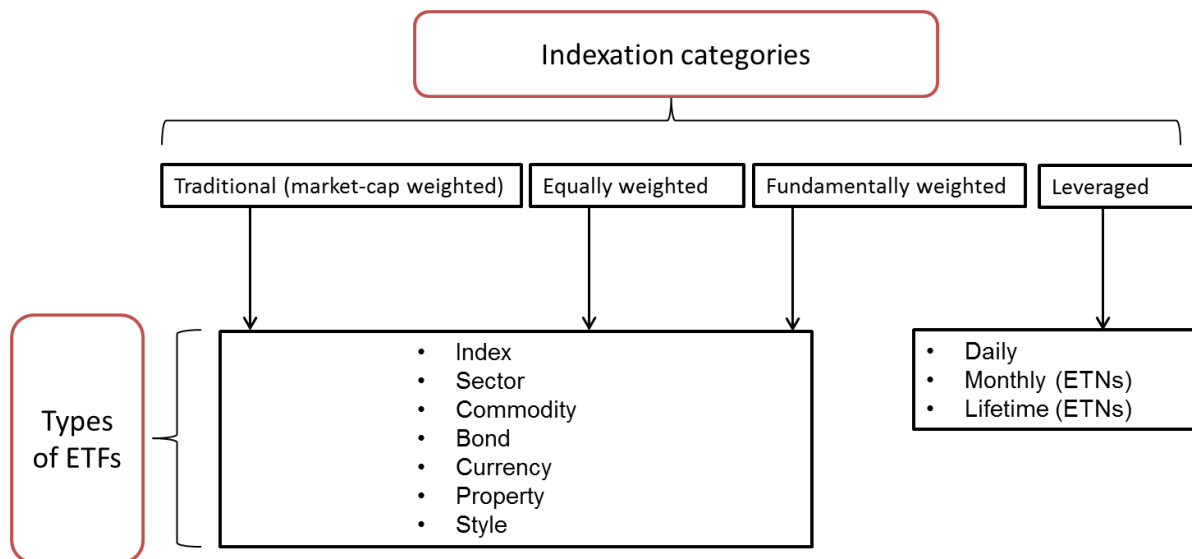 Indexation categories
Traditional (market-cap weighted)
Equally weighted
Fundamentally weighted
Leveraged
Types
of ETFs
• Index
• Sector
• Commodity
• Bond
• Currency
• Property
• Style
• Daily
• Monthly (ETNs)
• Lifetime (ETNs)